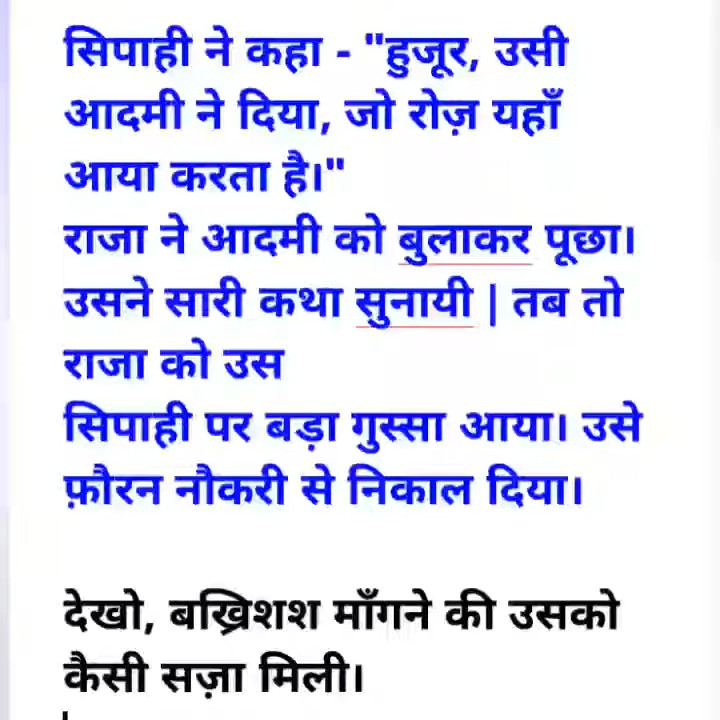 सिपाही ने कहा - "हुजूर, उसी
आदमी ने दिया, जो रोज़ यहाँ
आया करता है।"
राजा ने आदमी को बुलाकर पूछा।
उसने सारी कथा सुनायी | तब तो
राजा को उस
सिपाही पर बड़ा गुस्सा आया। उसे
फ़ौरन नौकरी से निकाल दिया।
देखो, बख्रिशश माँगने की उसको
कैसी सज़ा मिली।